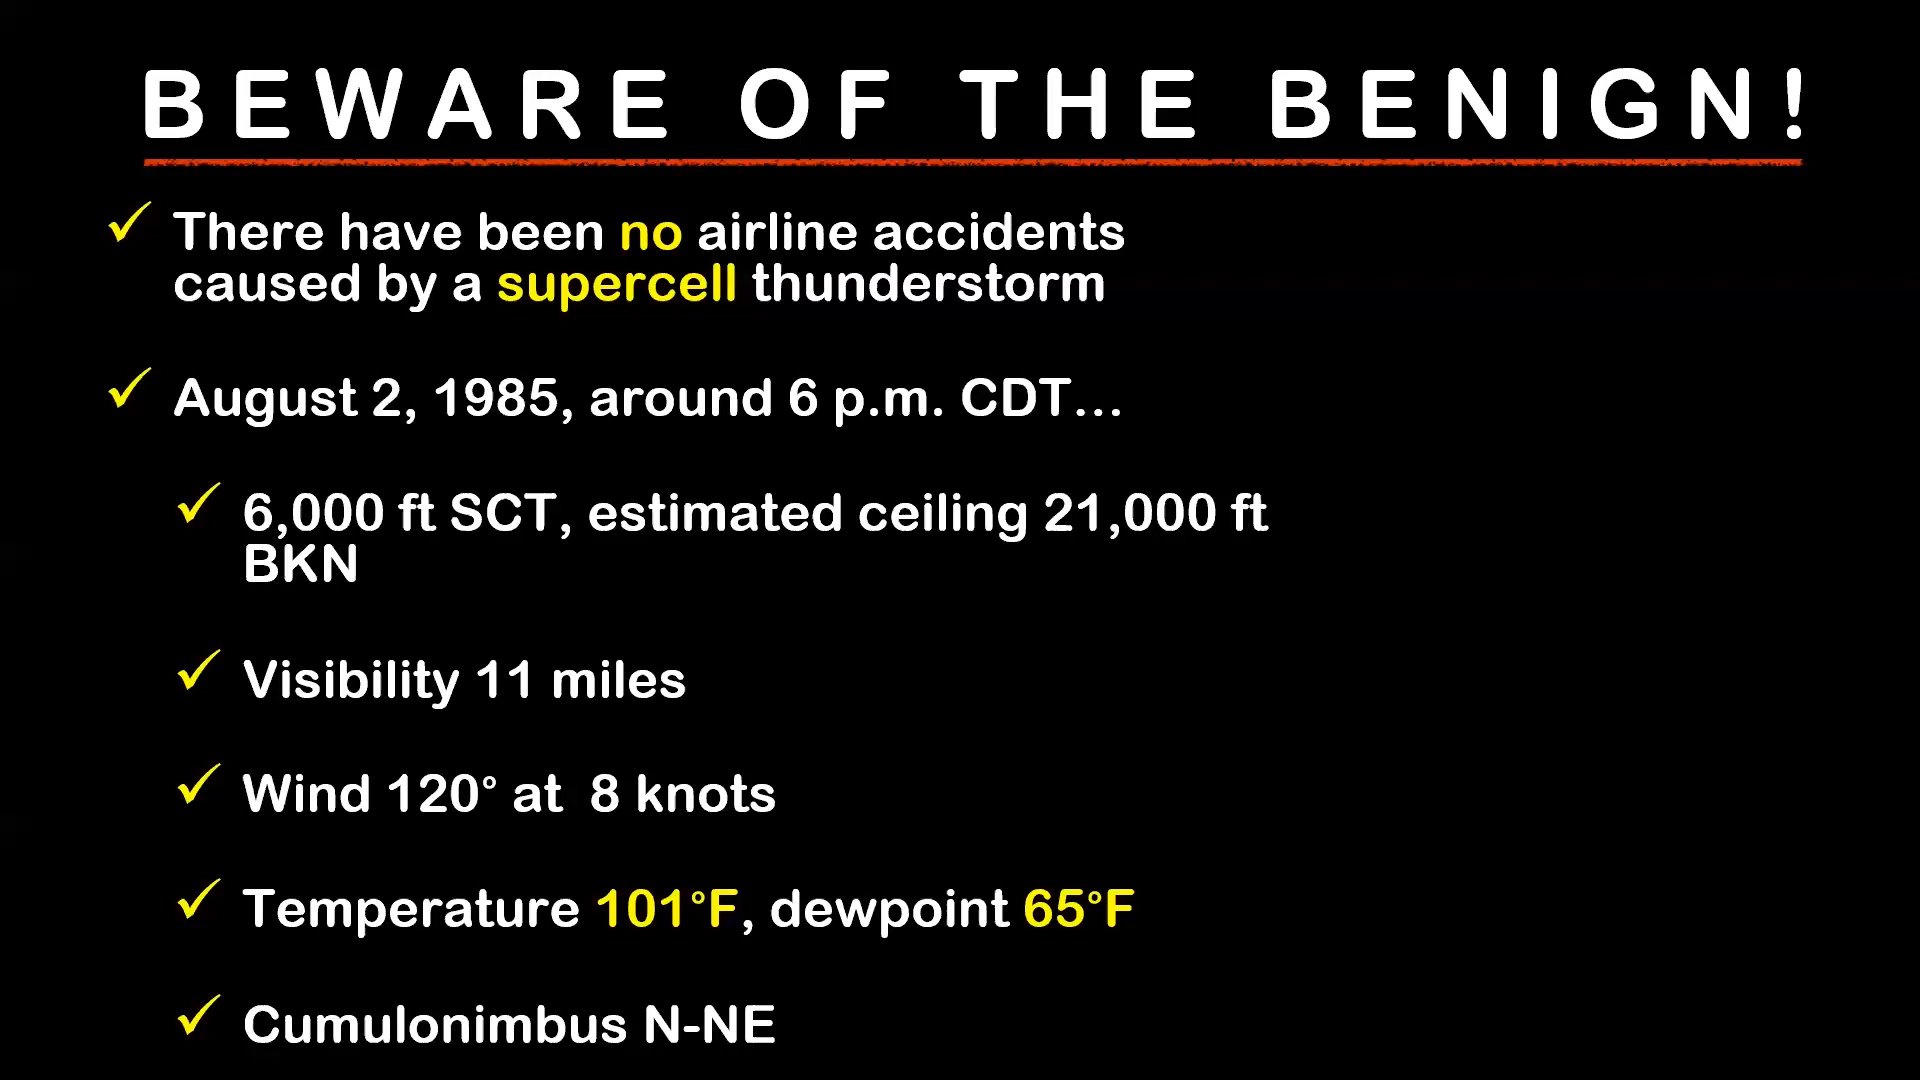 BEWARE OF THE BENIGN!
✓ There have been no airline accidents
caused by a supercell thunderstorm
✓ August 2, 1985, around 6 p.m. CDT…
✓ 6,000 ft SCT, estimated ceiling 21,000 ft
BKN
✓ Visibility 11 miles
✓ Wind 120° at  8 knots
✓ Temperature 101°F, dewpoint 65°F
✓ Cumulonimbus N-NE